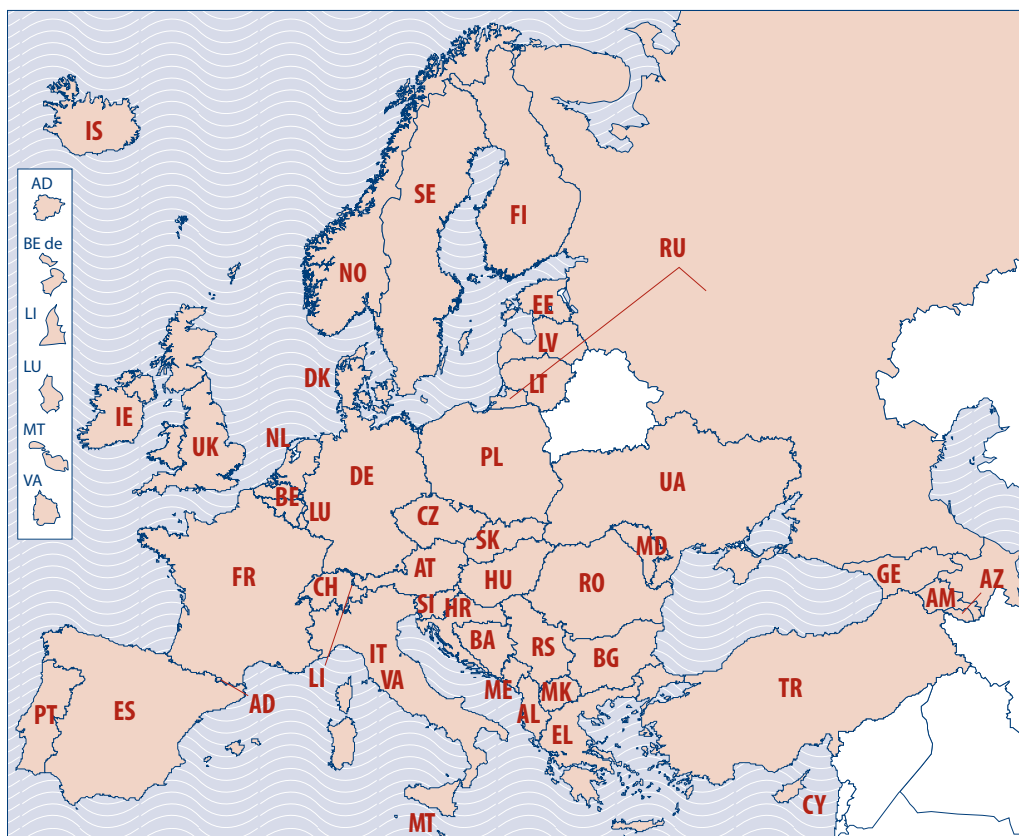 IS
AD
BE de
LI
LU
MT
VA
SE
FI
NO
RU
EE
LV
LT
DK
IE
UK
NL
BE
LU
DE
PL
UA
CZ
SK
MD
FR
CH
AT
HU
RO
GE
AM
AZ
SI
HR
BA
RS
BG
IT
VA
LI
AD
ME
MK
AL
EL
TR
PT
ES
MT
CY